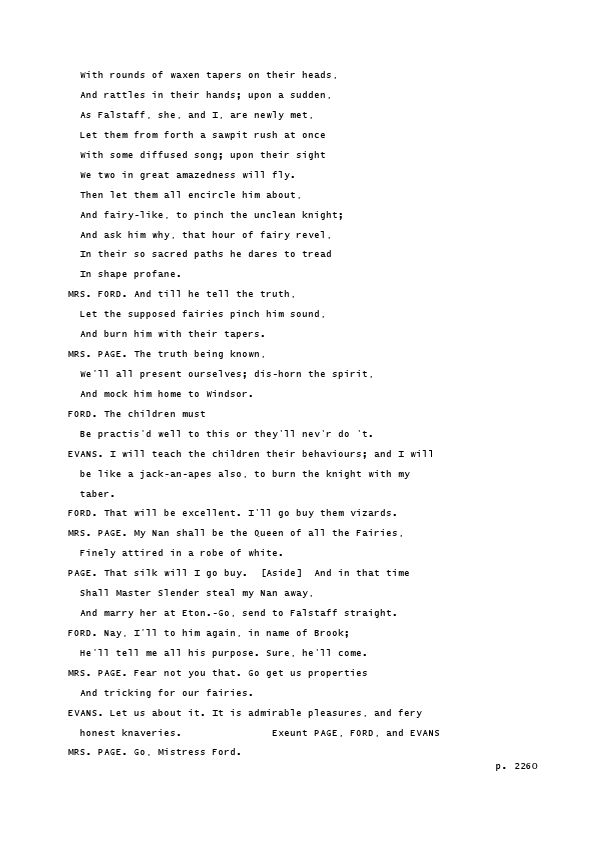 With rounds of waxen tapers on their heads,
And rattles in their hands; upon a sudden,
As Falstaff, she, and I, are newly met,
Let them from forth a sawpit rush at once
With some diffused song; upon their sight
We two in great amazedness will fly.
Then let them all encircle him about,
And fairy-like, to pinch the unclean knight;
And ask him why, that hour of fairy revel,
In their so sacred paths he dares to tread
In shape profane.
MRS. FORD. And till he tell the truth,
Let the supposed fairies pinch him sound,
And burn him with their tapers.
MRS. PAGE. The truth being known,
We'll all present ourselves; dis-horn the spirit,
And mock him home to Windsor.
FORD. The children must
Be practis'd well to this or they'll nev'r do 't.
EVANS. I will teach the children their behaviours; and I will
be like a jack-an-apes also, to burn the knight with my
taber.
FORD. That will be excellent. I'll go buy them vizards.
MRS. PAGE. My Nan shall be the Queen of all the Fairies,
Finely attired in a robe of white.
PAGE. That silk will I go buy. [Aside] And in that time
Shall Master Slender steal my Nan away,
And marry her at Eton.-Go, send to Falstaff straight.
FORD. Nay, I'll to him again, in name of Brook;
He'll tell me all his purpose. Sure, he'll come.
MRS. PAGE. Fear not you that. Go get us properties
And tricking for our fairies.
EVANS. Let us about it. It is admirable pleasures, and fery
honest knaveries. Exeunt PAGE, FORD, and EVANS
MRS. PAGE. Go, Mistress Ford.
p. 2260